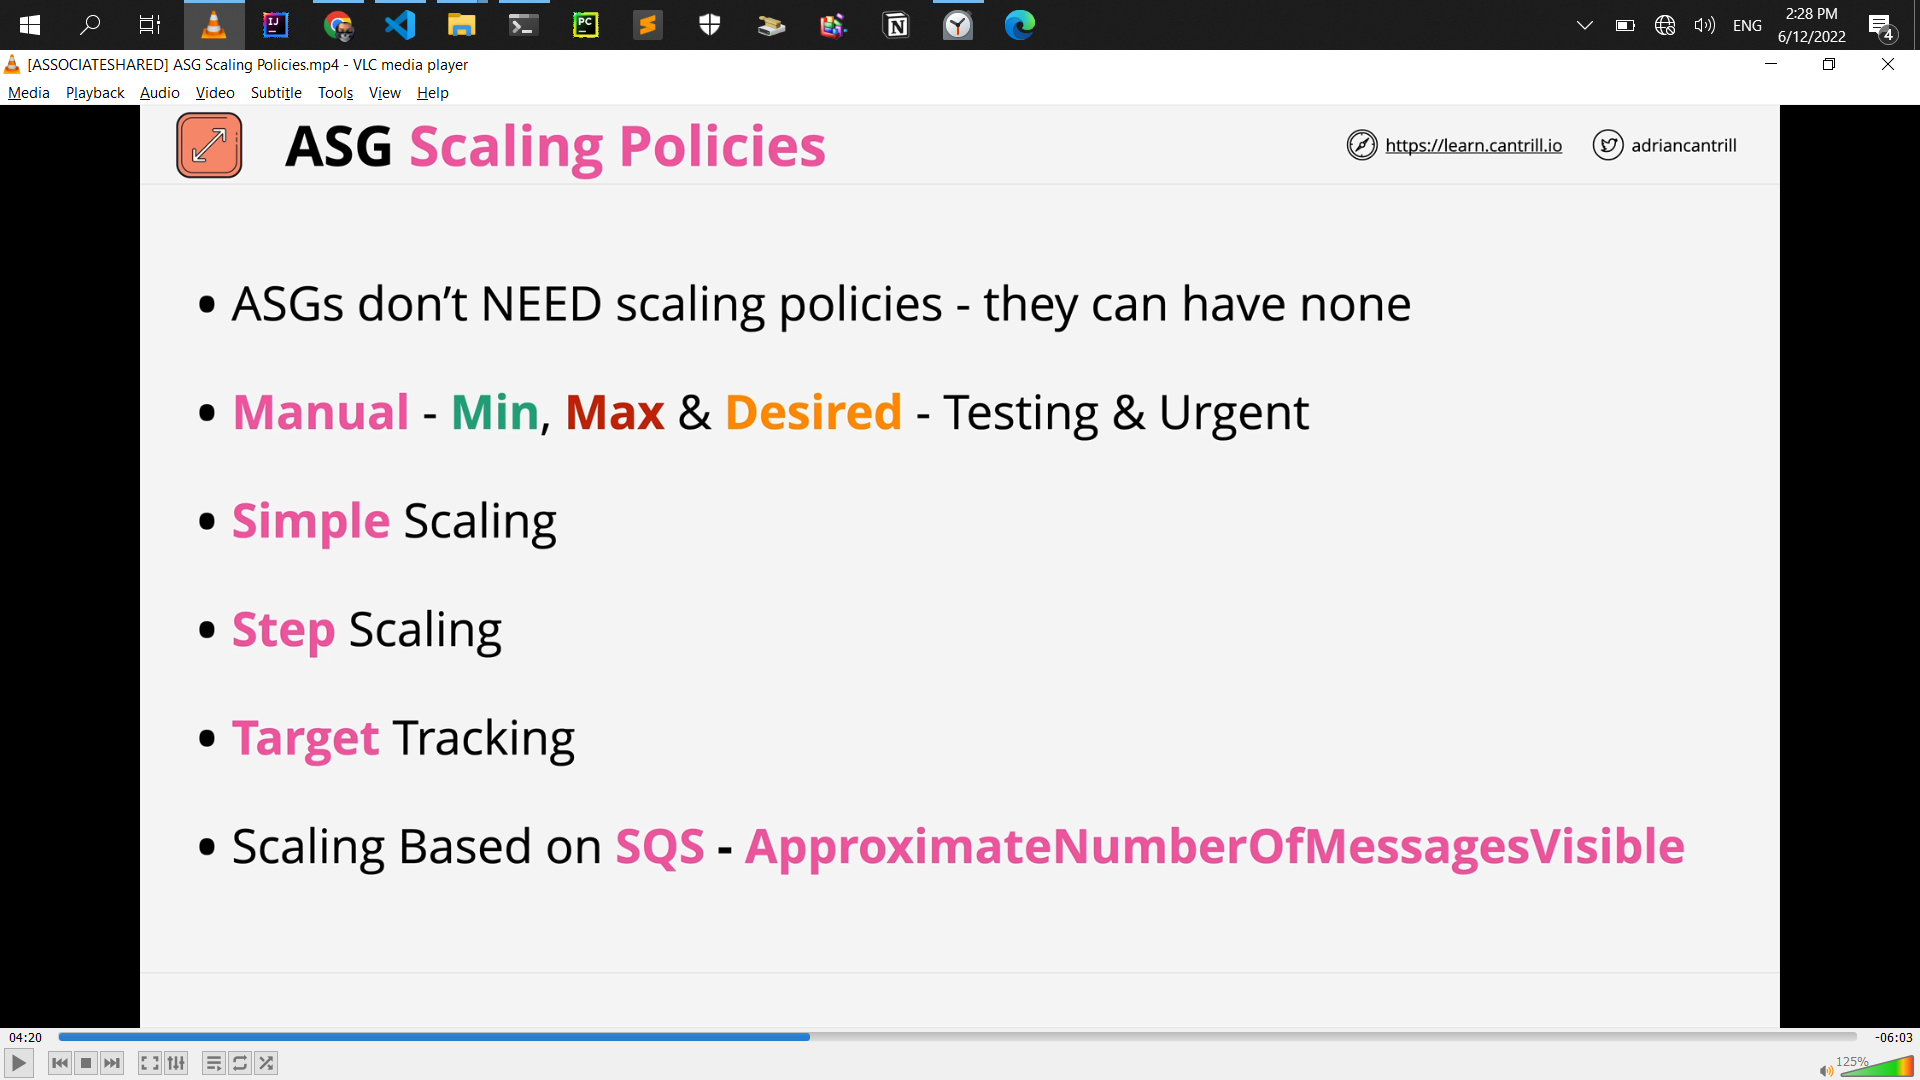 2:28 PM
ENG
6/12/2022
4
[ASSOCIATESHARED] ASG Scaling Policies.mp4 - VLC media player
Media Playback Audio Video Subtitle Tools View Help
ASG Scaling Policies
https://learn.cantrill.io
adriancantrill
• ASGs don’t NEED scaling policies - they can have none
• Manual - Min, Max & Desired - Testing & Urgent
• Simple Scaling
• Step Scaling
• Target Tracking
• Scaling Based on SQS - ApproximateNumberOfMessagesVisible
04:20
-06:03
125%